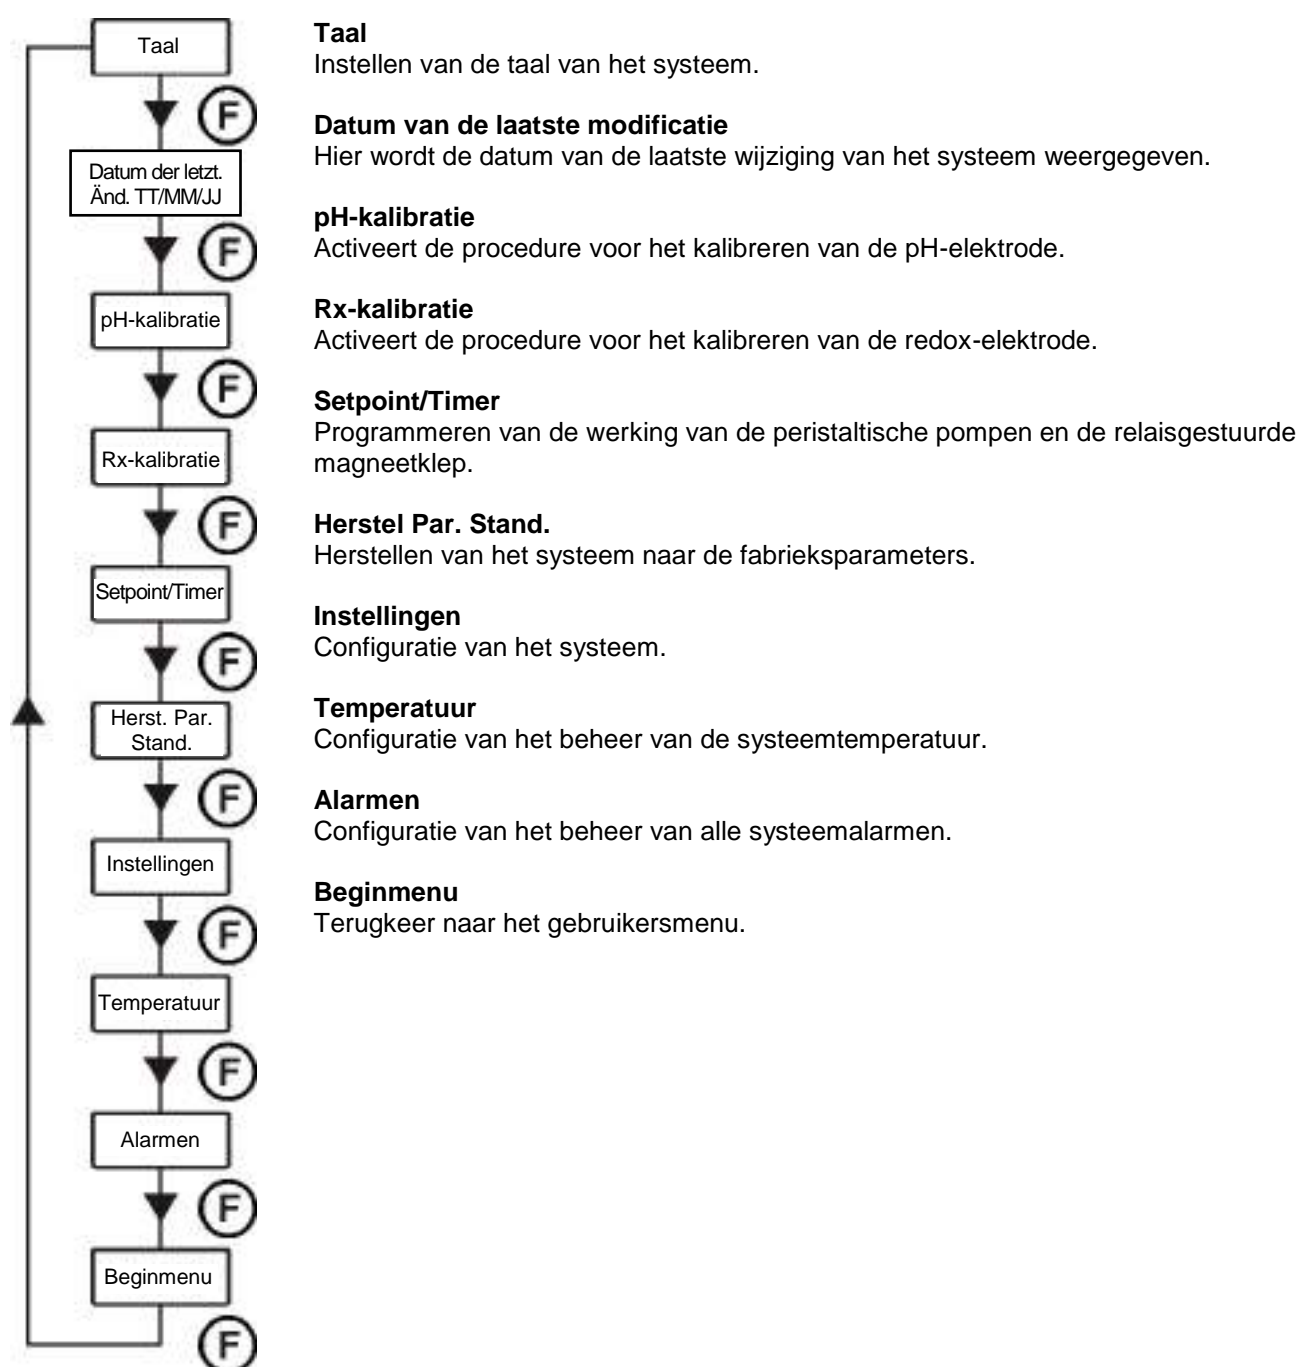 Taal
F
Datum der letzt.
Änd. TT/MM/JJ
F
pH-kalibratie
F
Rx-kalibratie
F
Setpoint/Timer
F
Herst. Par.
Stand.
F
Instellingen
F
Temperatuur
F
Alarmen
F
Beginmenu
F
Taal
Instellen van de taal van het systeem.
Datum van de laatste modificatie
Hier wordt de datum van de laatste wijziging van het systeem weergegeven.
pH-kalibratie
Activeert de procedure voor het kalibreren van de pH-elektrode.
Rx-kalibratie
Activeert de procedure voor het kalibreren van de redox-elektrode.
Setpoint/Timer
Programmeren van de werking van de peristaltische pompen en de relaisgestuurde
magneetklep.
Herstel Par. Stand.
Herstellen van het systeem naar de fabrieksparameters.
Instellingen
Configuratie van het systeem.
Temperatuur
Configuratie van het beheer van de systeemtemperatuur.
Alarmen
Configuratie van het beheer van alle systeemalarmen.
Beginmenu
Terugkeer naar het gebruikersmenu.